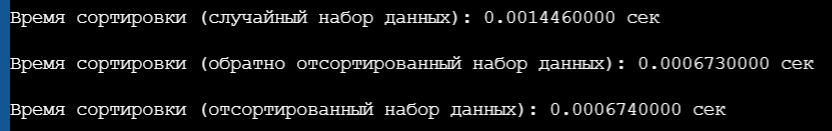 Время сортировки (случайный набор данных): 0.0014460000 сек
Время сортировки (обратно отсортированный набор данных): 0.0006730000 сек
Время сортировки (отсортированный набор данных): 0.0006740000 сек